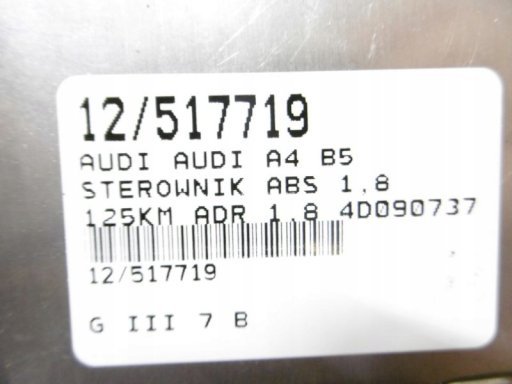 12/517719
AUDI AUDI A4 B5
STEROWNIK ABS 1,8
125KM ADR 1,8 4D090737
12/517719
G III 7 B